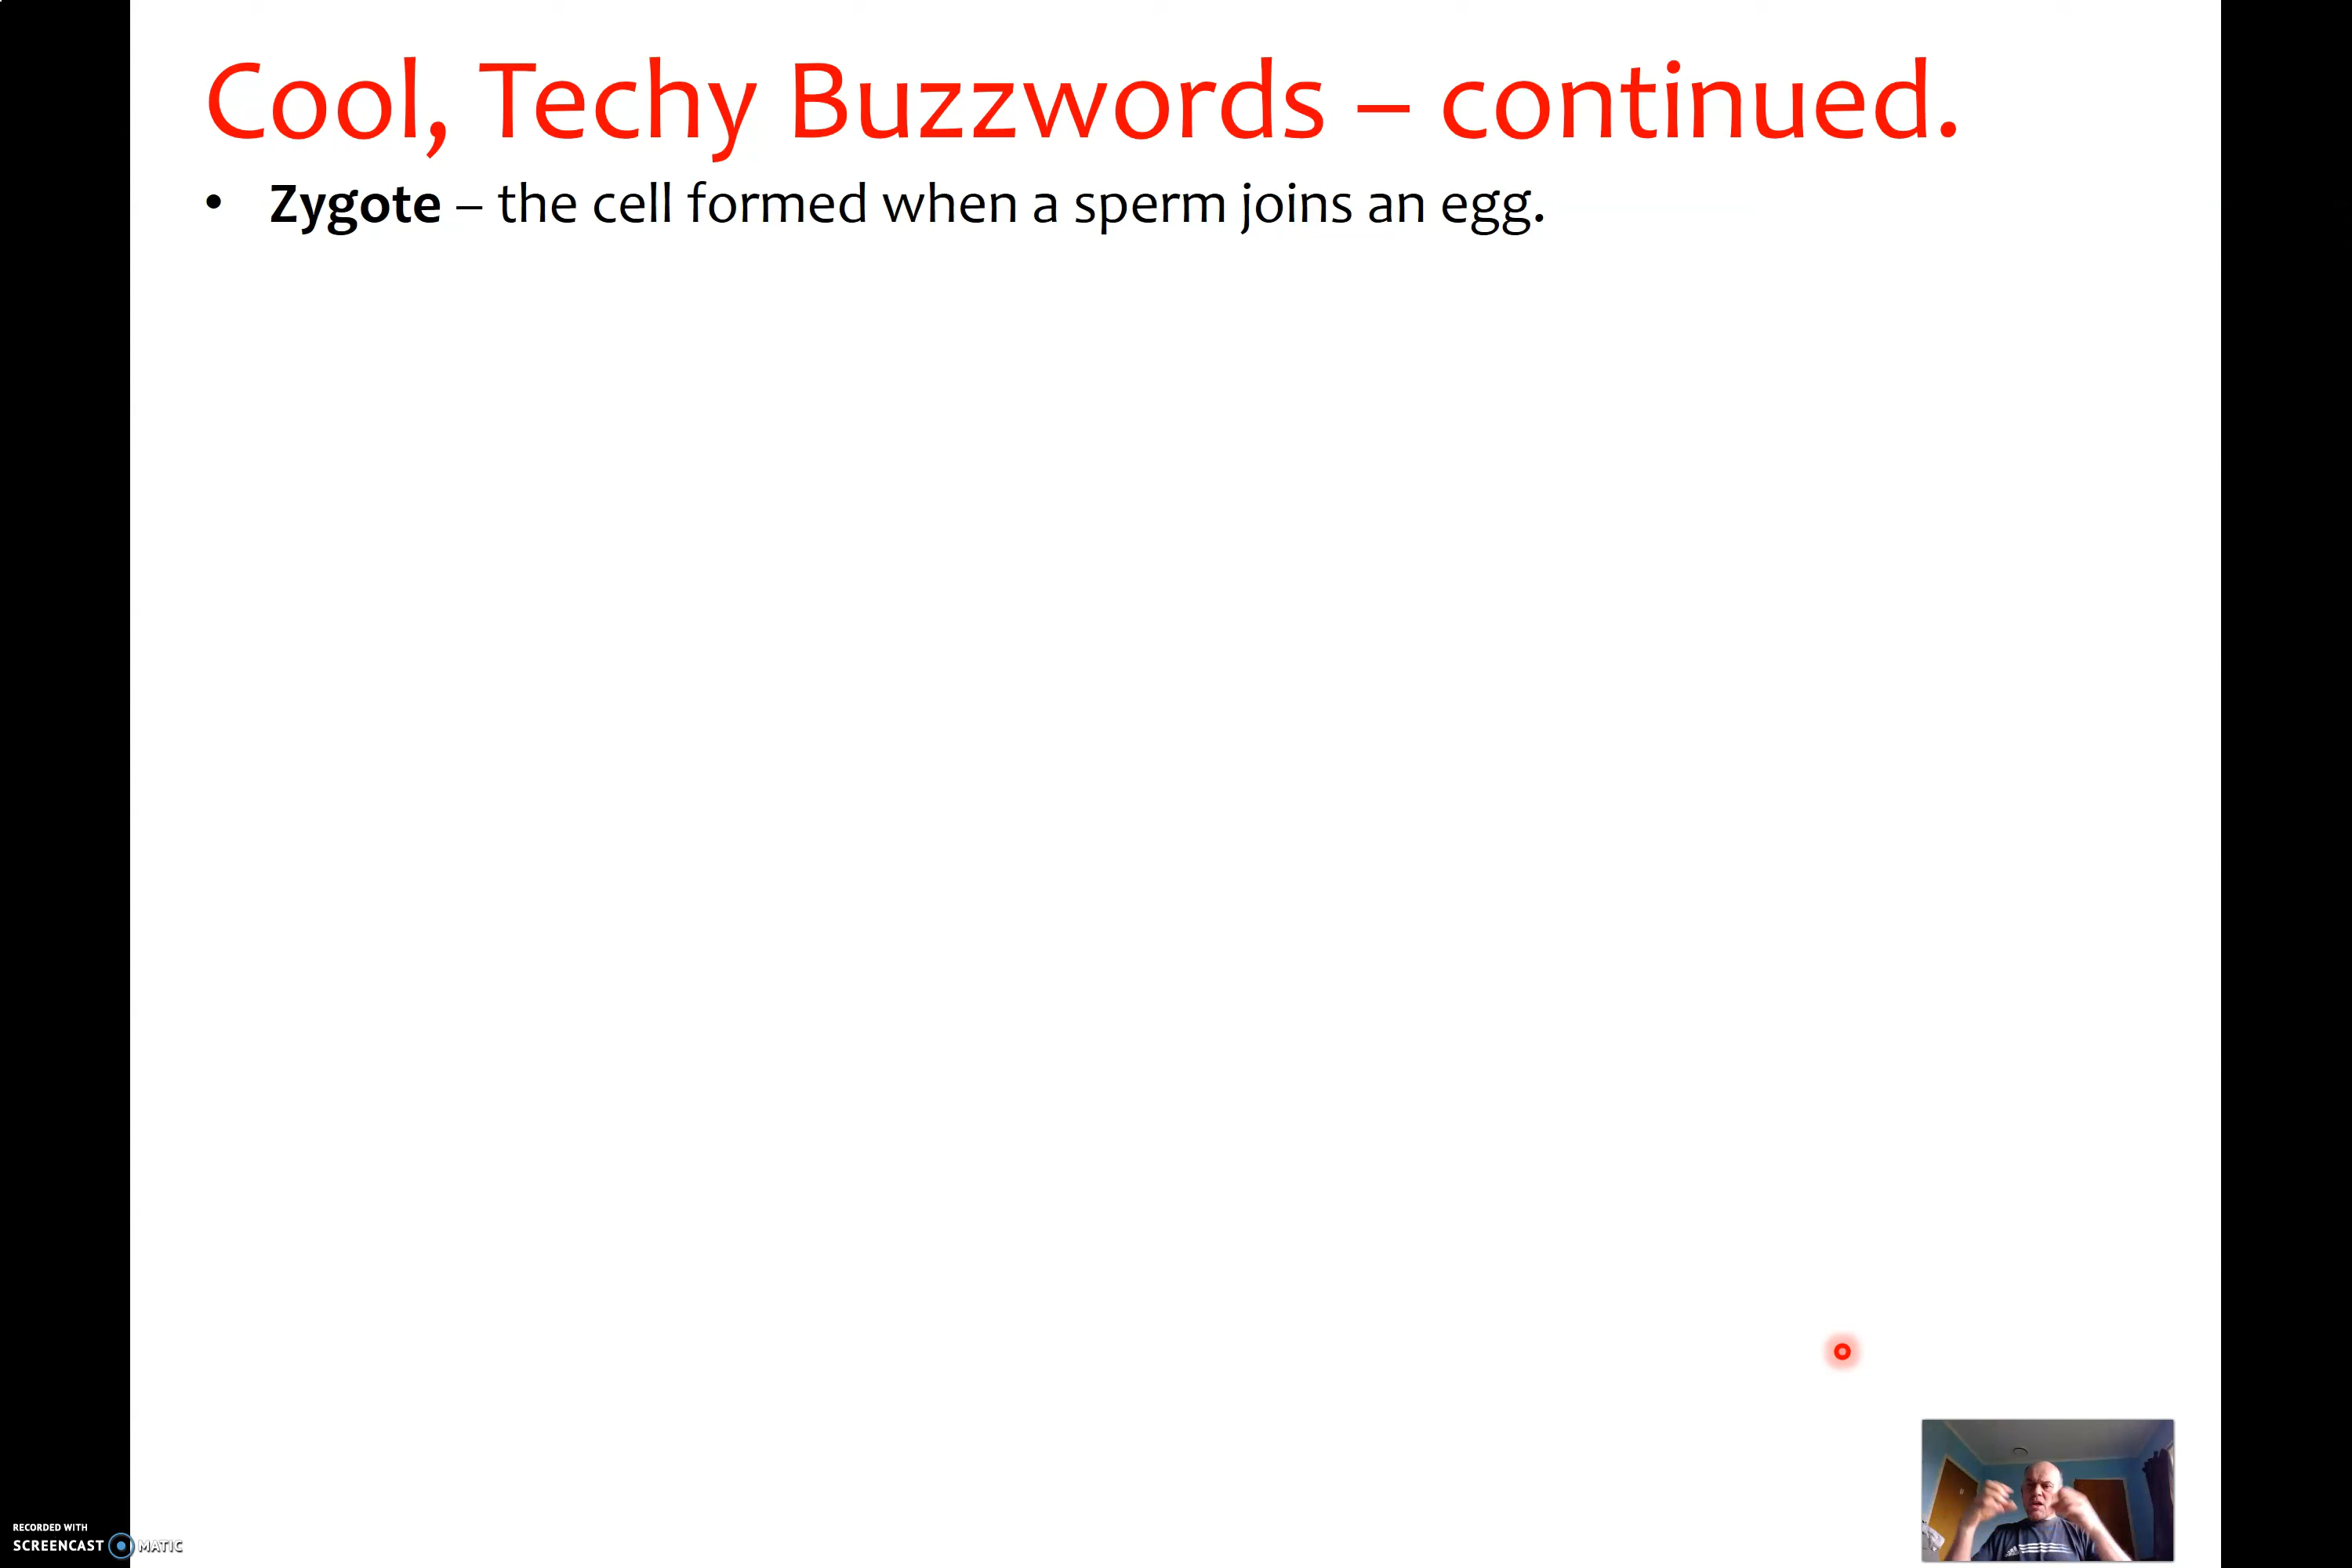 Cool, Techy Buzzwords – continued.
• Zygote – the cell formed when a sperm joins an egg.
RECORDED WITH
SCREENCAST MATIC